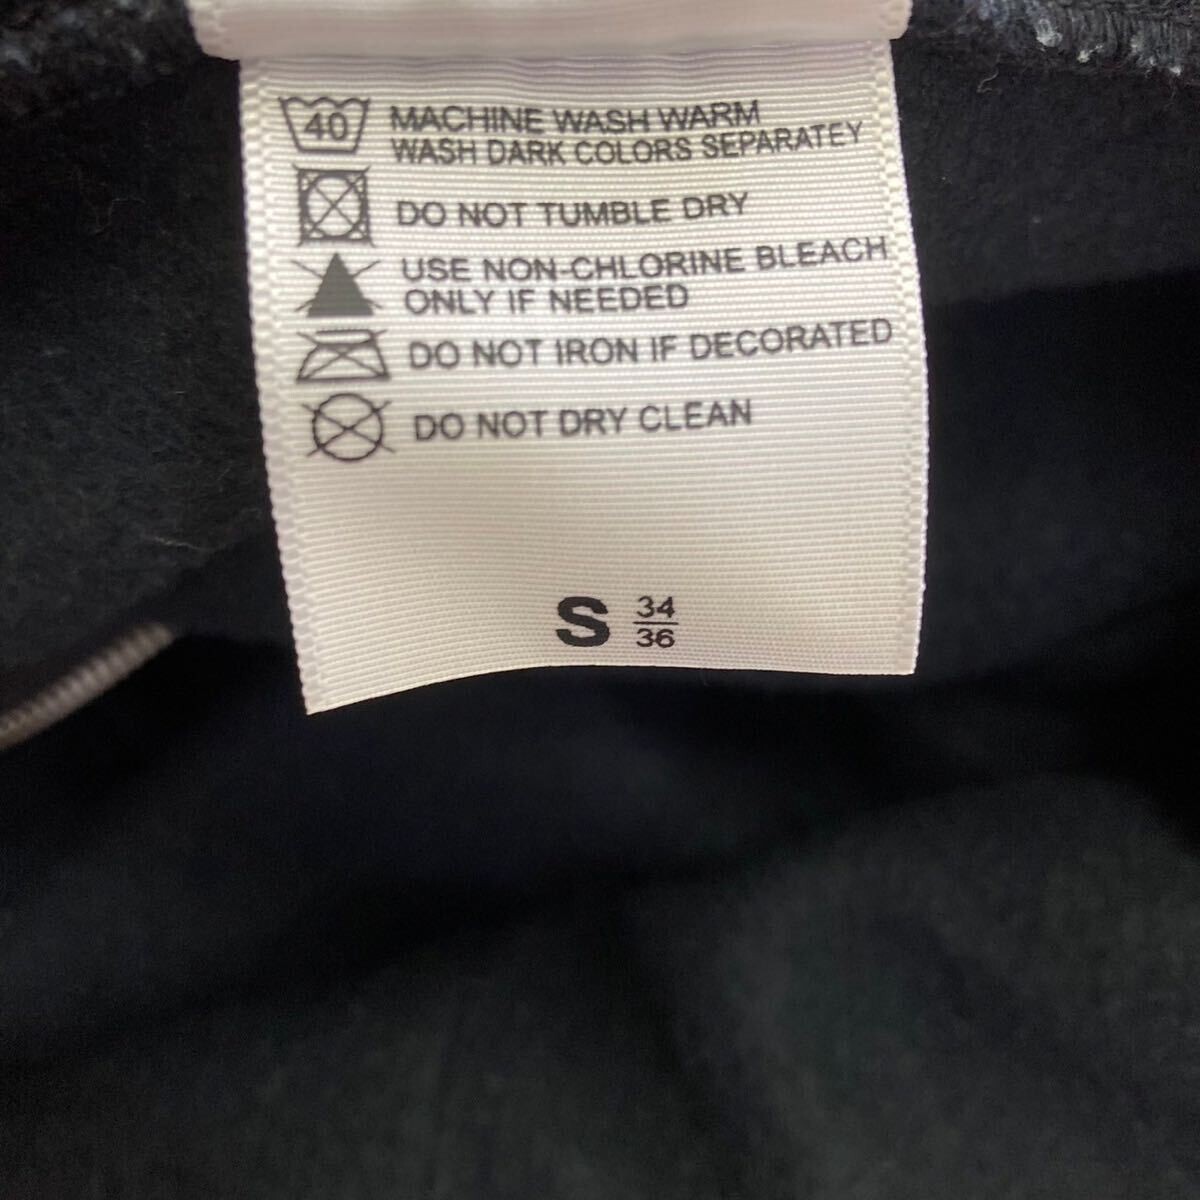 40 MACHINE WASH WARM
WASH DARK COLORS SEPARATEY
DO NOT TUMBLE DRY
USE NON-CHLORINE BLEACH
ONLY IF NEEDED
DO NOT IRON IF DECORATED
DO NOT DRY CLEAN
S 34
36